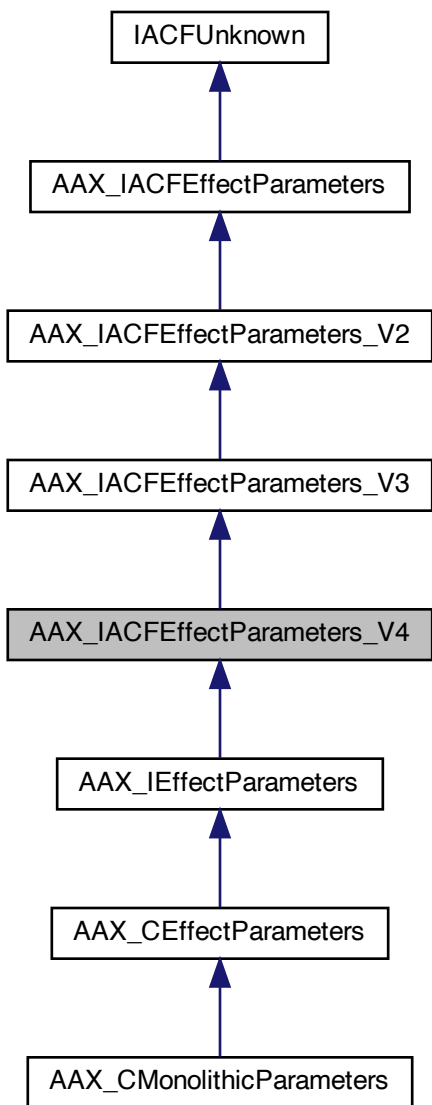 IACFUnknown
AAX_IACFEffectParameters
AAX_IACFEffectParameters_V2
AAX_IACFEffectParameters_V3
AAX_IACFEffectParameters_V4
AAX_IEffectParameters
AAX_CEffectParameters
AAX_CMonolithicParameters